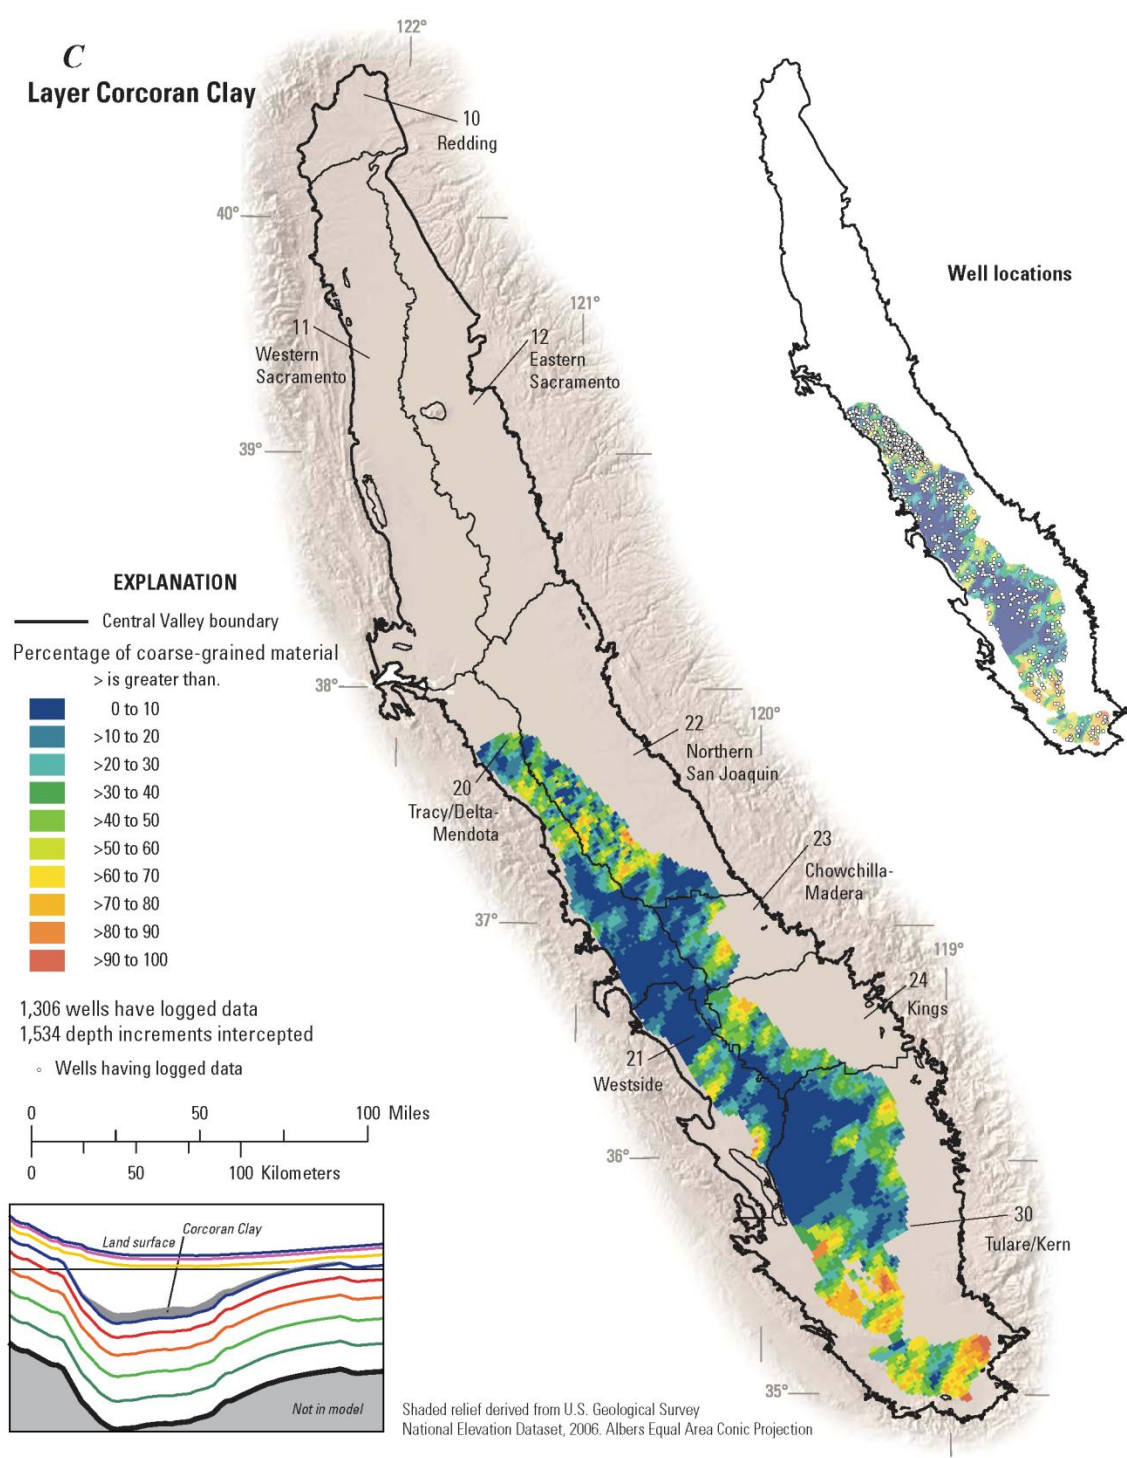 C
Layer Corcoran Clay
122°
10
Redding
40°
121°
11
Western
Sacramento
12
Eastern
Sacramento
39°
Well locations
EXPLANATION
Central Valley boundary
Percentage of coarse-grained material
> is greater than.
0 to 10
>10 to 20
>20 to 30
>30 to 40
>40 to 50
>50 to 60
>60 to 70
>70 to 80
>80 to 90
>90 to 100
1,306 wells have logged data
1,534 depth increments intercepted
Wells having logged data
38°
120°
22
Northern
San Joaquin
20
Tracy/Delta-
Mendota
23
Chowchilla-
Madera
37°
119°
24
Kings
21
Westside
36°
30
Tulare/Kern
35°
0 50 100 Miles
0 50 100 Kilometers
Corcoran Clay
Land surface
Not in model
Shaded relief derived from U.S. Geological Survey
National Elevation Dataset, 2006. Albers Equal Area Conic Projection